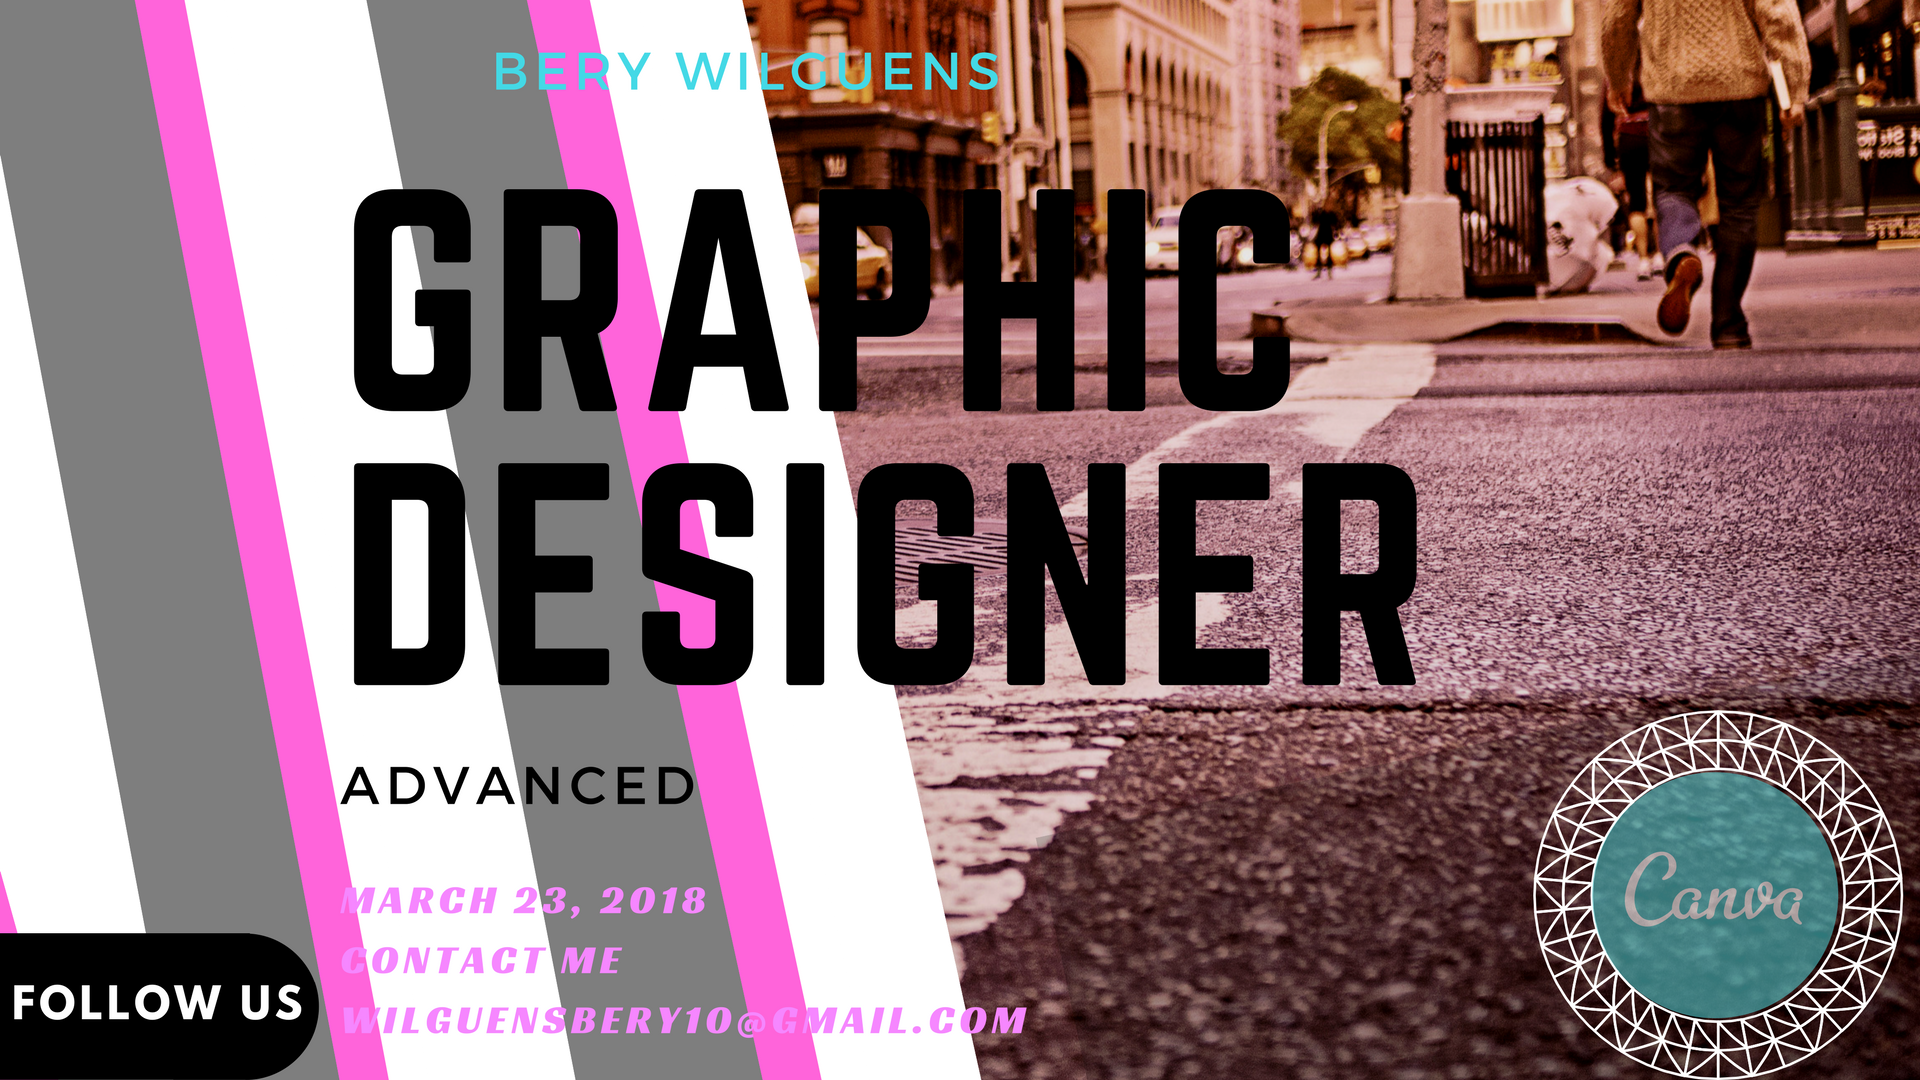 BERY WILGUENS
GRAPHIC
DESIGNER
ADVANCED
MARCH 23, 2018
CONTACT ME
WILGUENSBERY10@GMAIL.COM
FOLLOW US
Canva